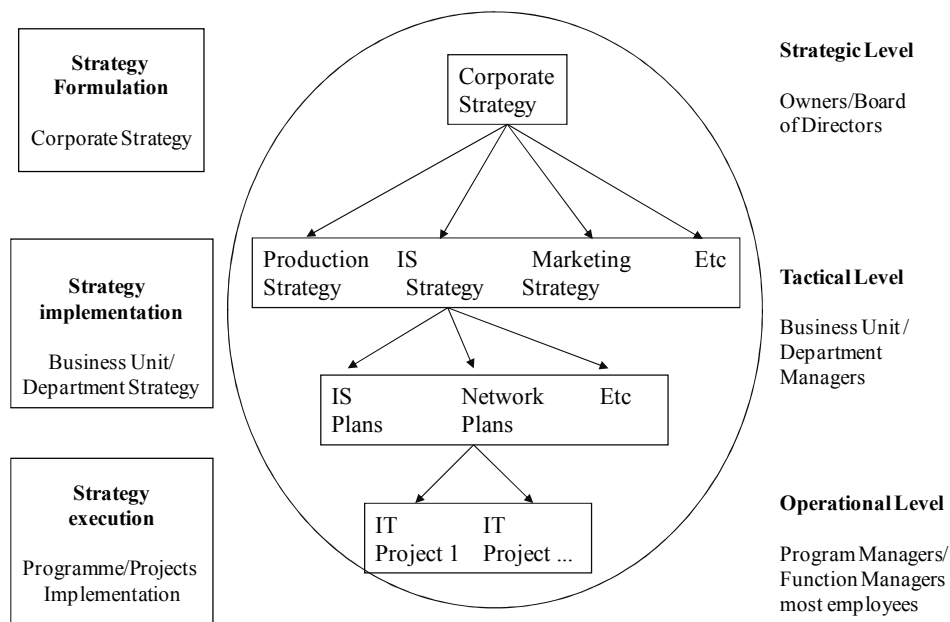 Strategy
Formulation
Corporate Strategy
Corporate
Strategy
Strategic Level
Owners/Board
of Directors
Strategy
implementation
Business Unit/
Department Strategy
Production IS Marketing Etc
Strategy Strategy Strategy
Tactical Level
Business Unit /
Department
Managers
IS Network Etc
Plans Plans
Strategy
execution
Programme/Projects
Implementation
IT IT
Project 1 Project ...
Operational Level
Program Managers/
Function Managers
most employees